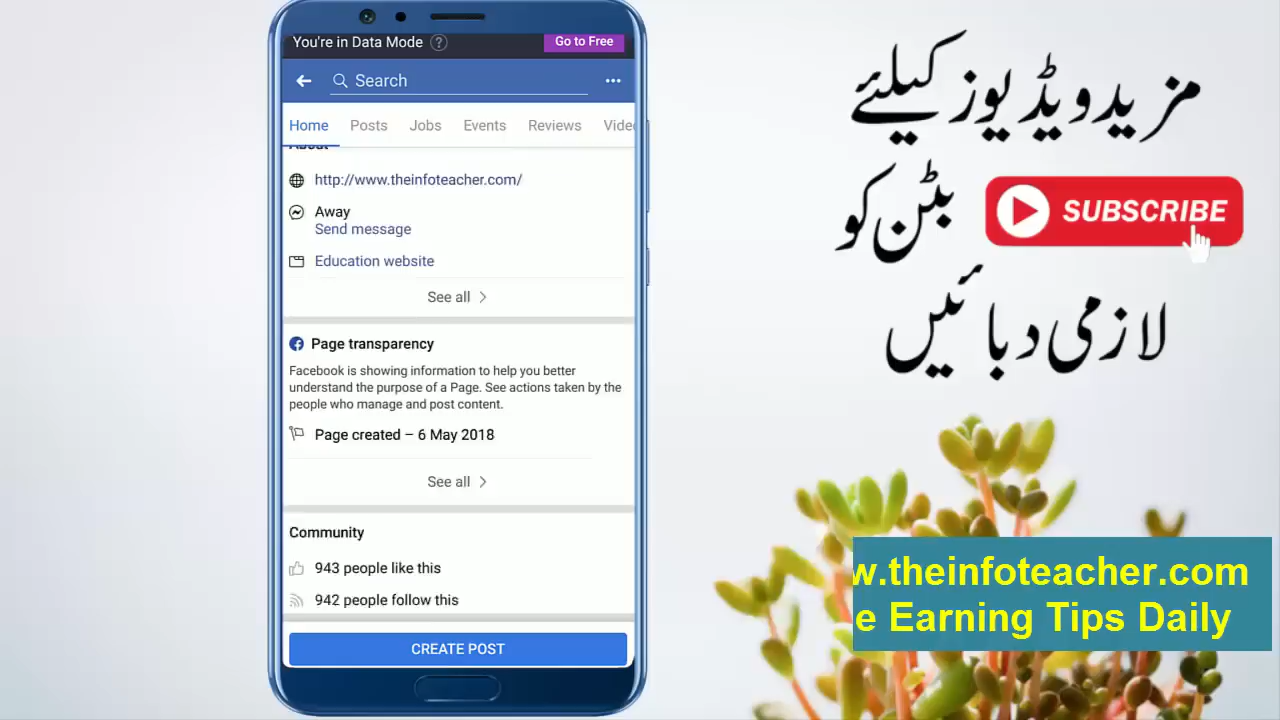 You're in Data Mode ?
Go to Free
Search
Home Posts Jobs Events Reviews
About
http://www.theinfoteacher.com/
Away
Send message
Education website
See all
Page transparency
Facebook is showing information to help you better
understand the purpose of a Page. See actions taken by the
people who manage and post content.
Page created – 6 May 2018
See all
Community
943 people like this
942 people follow this
CREATE POST
مزید ویڈیوز کیلئے
SUBSCRIBE بٹن کو
لازمی دبائیں
w.theinfoteacher.com
e Earning Tips Daily